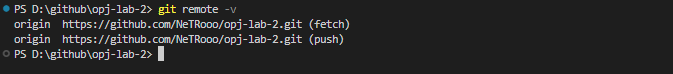 PS D:\github\opj-lab-2> git remote -v
origin  https://github.com/NeTRooo/opj-lab-2.git (fetch)
origin  https://github.com/NeTRooo/opj-lab-2.git (push)
PS D:\github\opj-lab-2>